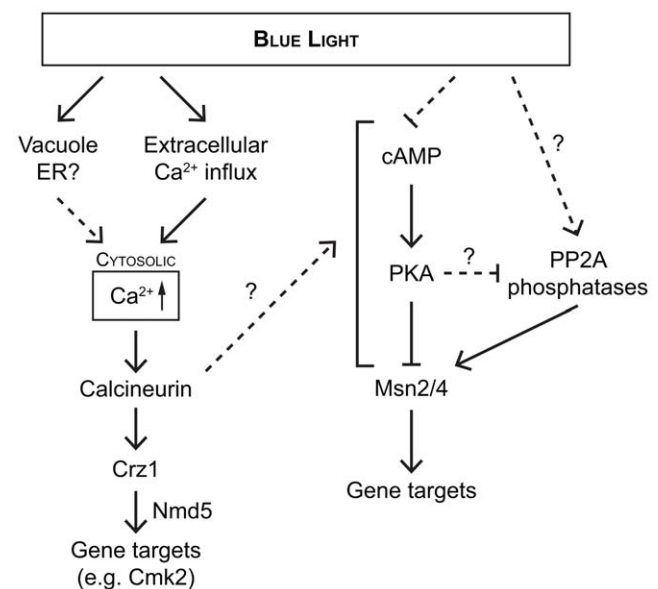 BLUE LIGHT
Vacuole
ER?
Extracellular
Ca²⁺ influx
cAMP
?
CYTOSOLIC
Ca²⁺
?
PKA
?
PP2A
phosphatases
Calcineurin
Msn2/4
Crz1
Gene targets
Nmd5
Gene targets
(e.g. Cmk2)